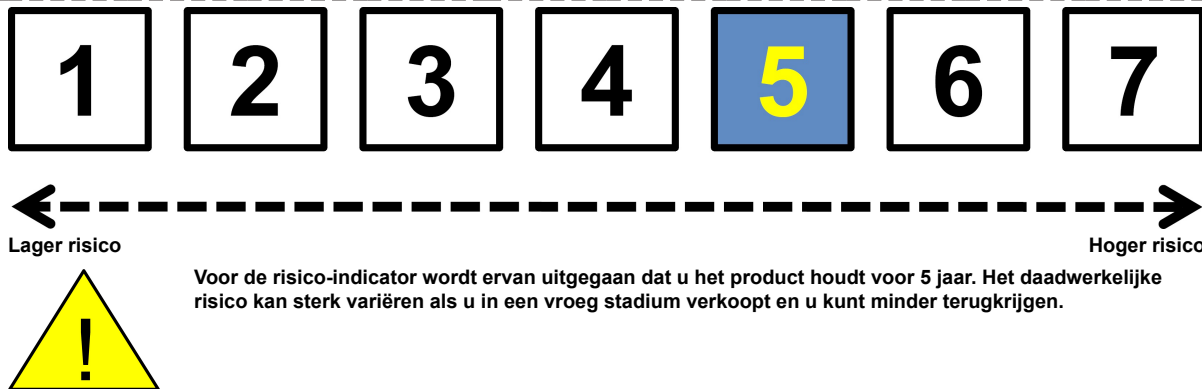 1 2 3 4 5 6 7
Lager risico Hoger risico
Voor de risico-indicator wordt ervan uitgegaan dat u het product houdt voor 5 jaar. Het daadwerkelijke
risico kan sterk variëren als u in een vroeg stadium verkoopt en u kunt minder terugkrijgen.
!